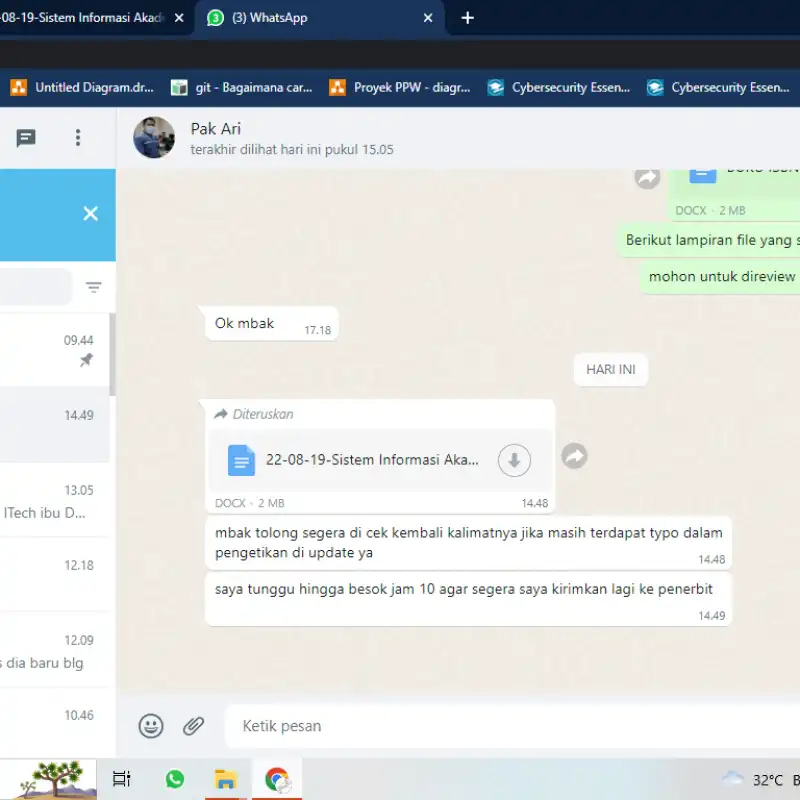 -08-19-Sistem Informasi Akad
(3) WhatsApp
Untitled Diagram.dr...
git - Bagaimana car...
Proyek PPW - diagr...
Cybersecurity Essen...
Cybersecurity Essen...
Pak Ari
terakhir dilihat hari ini pukul 15.05
DOCX · 2 MB
Berikut lampiran file yang s
mohon untuk direview
Ok mbak
17.18
HARI INI
Diteruskan
22-08-19-Sistem Informasi Aka...
DOCX · 2 MB
14.48
mbak tolong segera di cek kembali kalimatnya jika masih terdapat typo dalam
pengetikan di update ya
14.48
saya tunggu hingga besok jam 10 agar segera saya kirimkan lagi ke penerbit
14.49
09.44
14.49
13.05
ITech ibu D...
12.18
12.09
s dia baru blg
10.46
Ketik pesan
32°C B